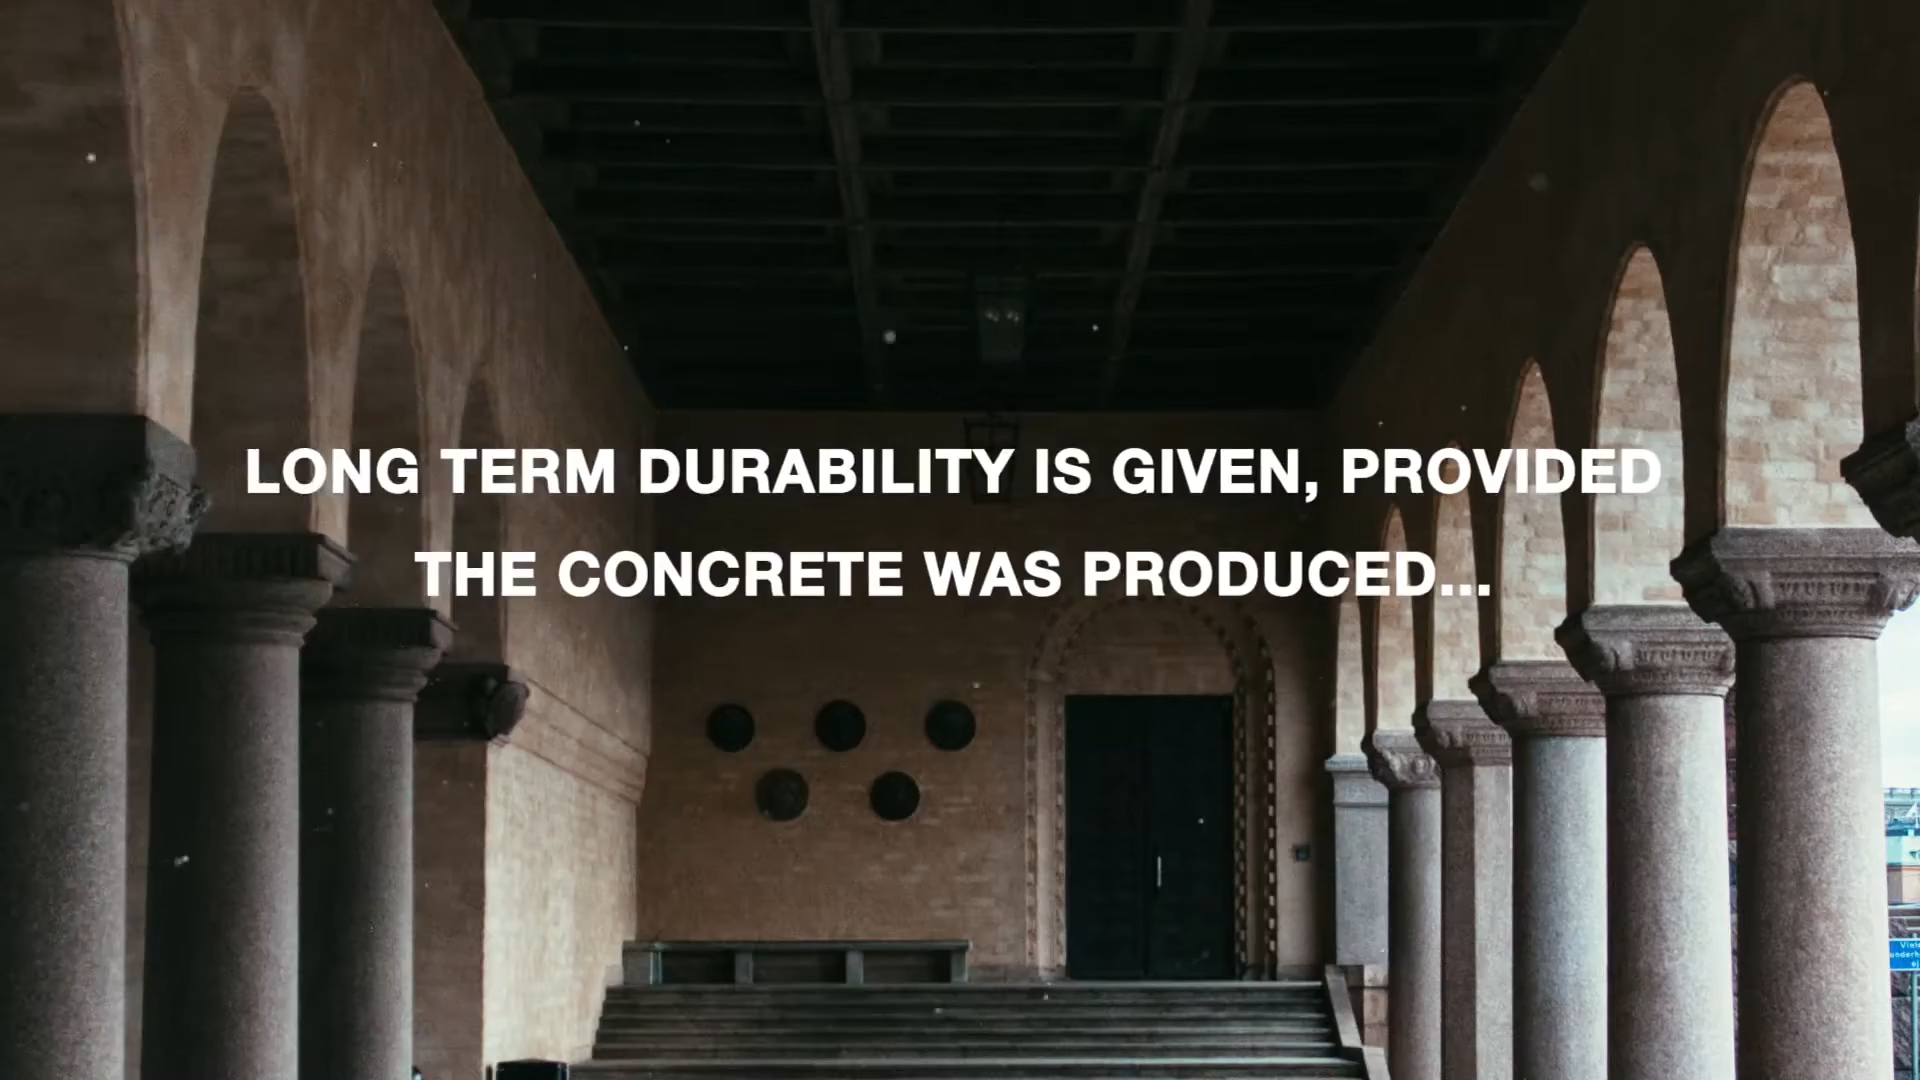 LONG TERM DURABILITY IS GIVEN, PROVIDED
THE CONCRETE WAS PRODUCED...